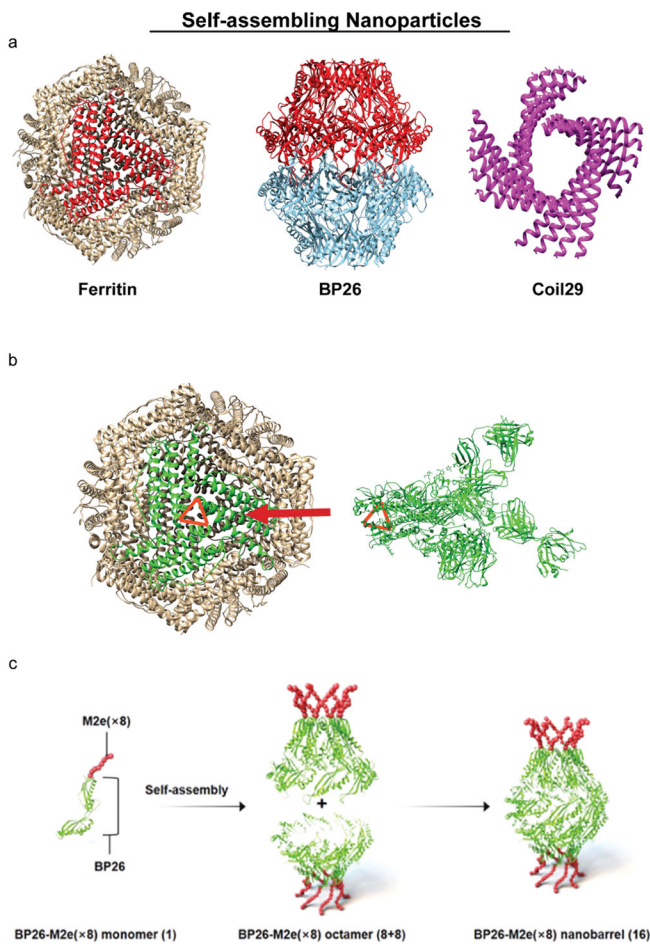 Self-assembling Nanoparticles
a
Ferritin
BP26
Coil29
b
c
M2e(×8)
Self-assembly
+
BP26
BP26-M2e(×8) monomer (1)
BP26-M2e(×8) octamer (8+8)
BP26-M2e(×8) nanobarrel (16)